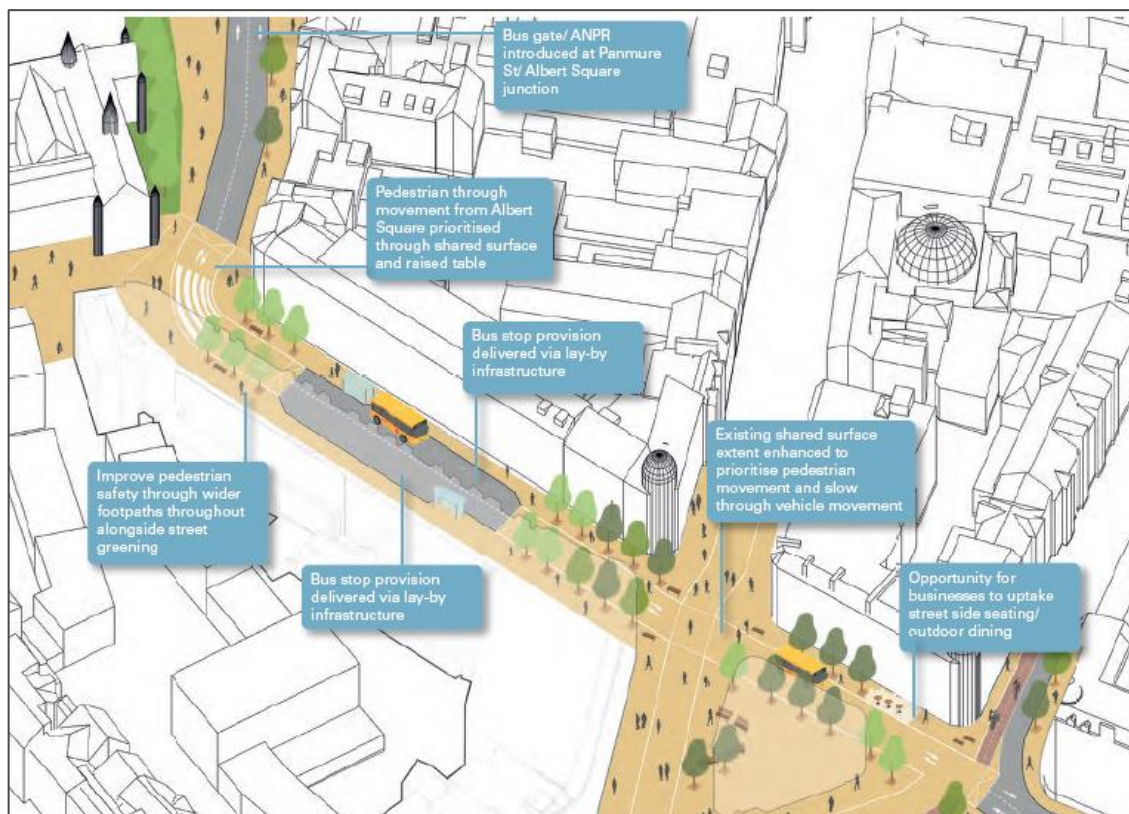 Bus gate/ ANPR
introduced at Panmure
St/ Albert Square
junction
Pedestrian through
movement from Albert
Square prioritised
through shared surface
and raised table
Bus stop provision
delivered via lay-by
infrastructure
Existing shared surface
extent enhanced to
prioritise pedestrian
movement and slow
through vehicle movement
Improve pedestrian
safety through wider
footpaths throughout
alongside street
greening
Bus stop provision
delivered via lay-by
infrastructure
Opportunity for
businesses to uptake
street side seating/
outdoor dining